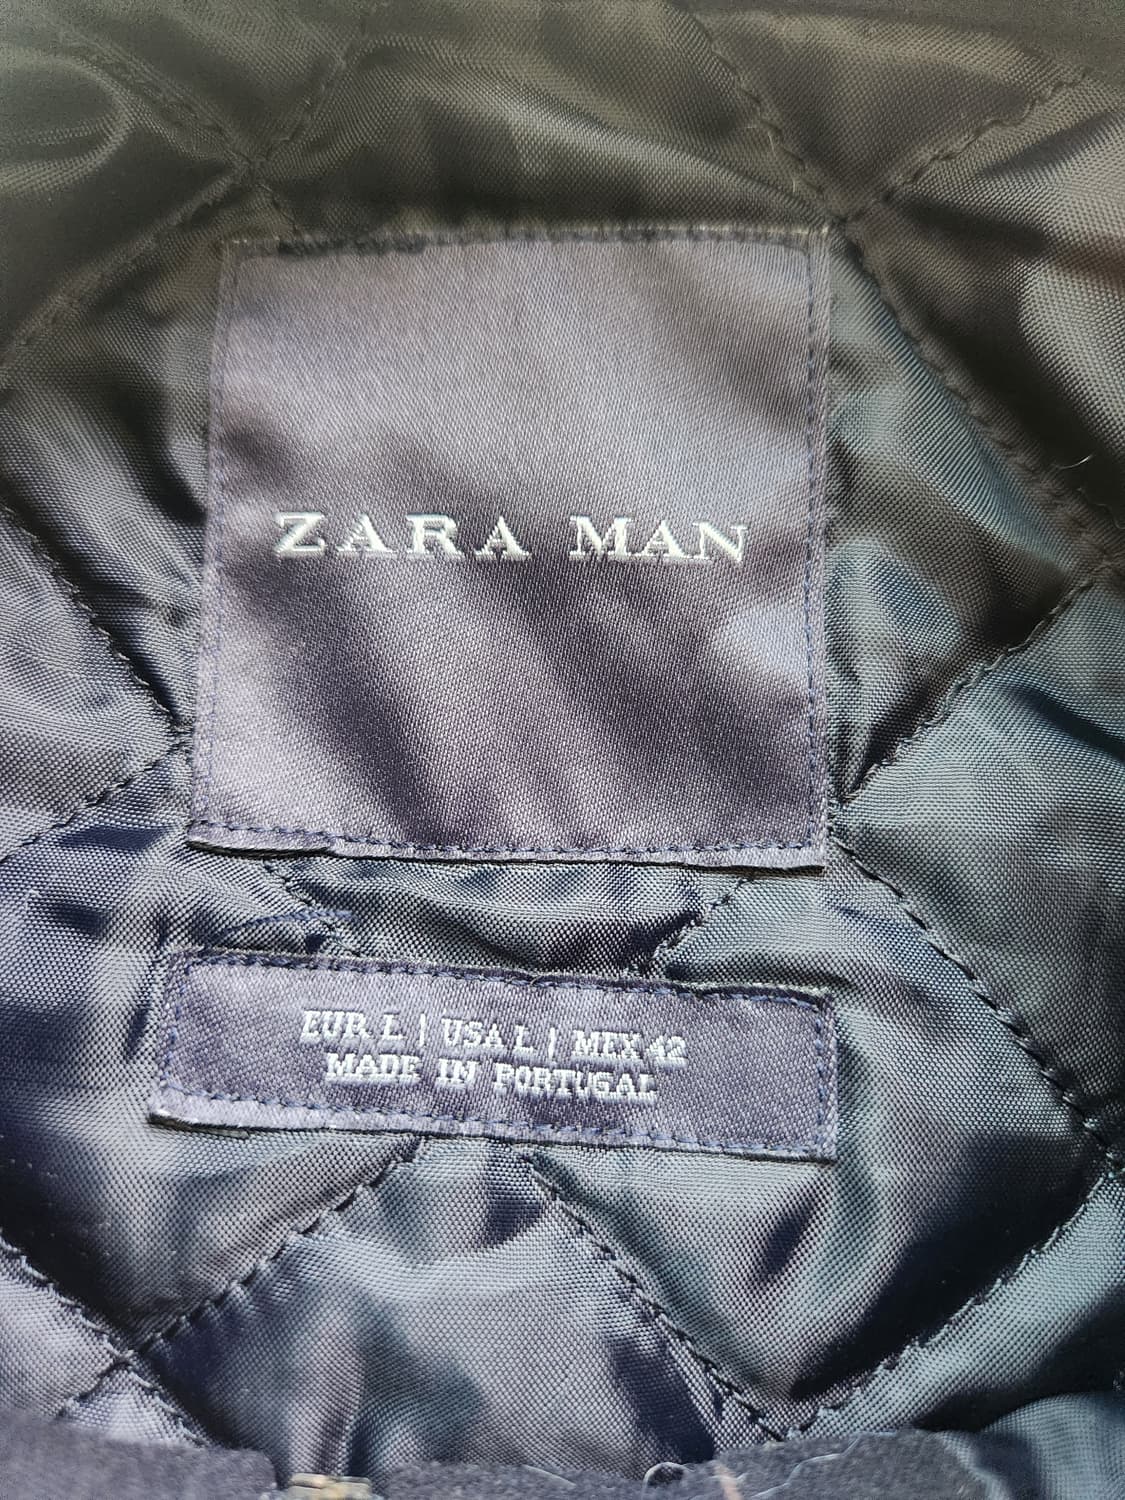 ZARA MAN
EUR L | USA L | MEX 42
MADE IN PORTUGAL